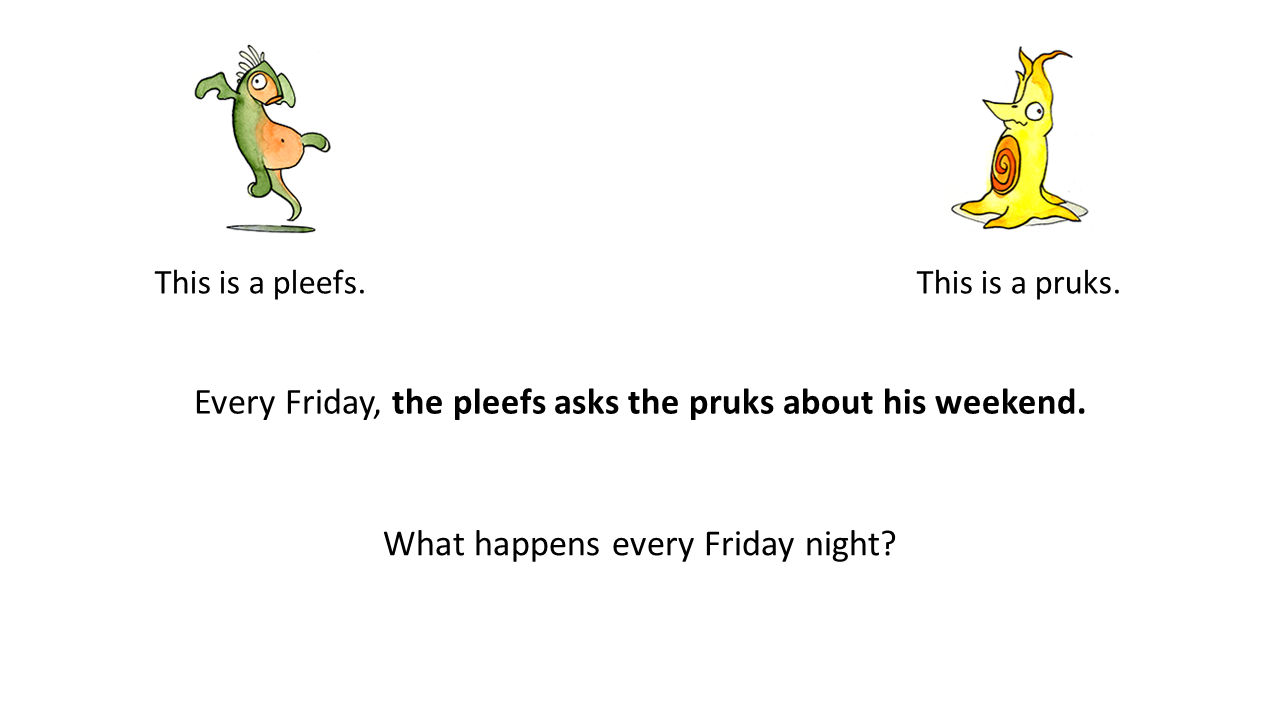 This is a pleefs.
This is a pruks.
Every Friday, the pleefs asks the pruks about his weekend.
What happens every Friday night?